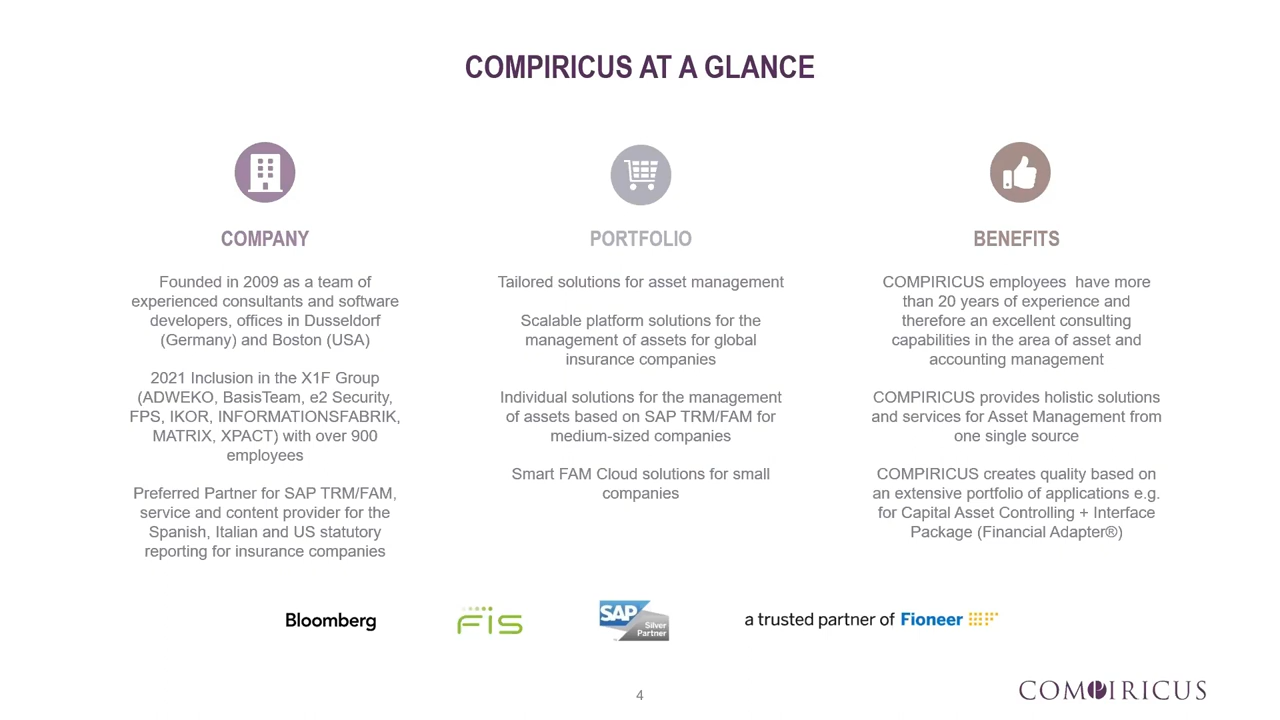 COMPIRICUS AT A GLANCE
COMPANY
Founded in 2009 as a team of
experienced consultants and software
developers, offices in Dusseldorf
(Germany) and Boston (USA)
2021 Inclusion in the X1F Group
(ADWEKO, BasisTeam, e2 Security,
FPS, IKOR, INFORMATIONSFABRIK,
MATRIX, XPACT) with over 900
employees
Preferred Partner for SAP TRM/FAM,
service and content provider for the
Spanish, Italian and US statutory
reporting for insurance companies
PORTFOLIO
Tailored solutions for asset management
Scalable platform solutions for the
management of assets for global
insurance companies
Individual solutions for the management
of assets based on SAP TRM/FAM for
medium-sized companies
Smart FAM Cloud solutions for small
companies
BENEFITS
COMPIRICUS employees  have more
than 20 years of experience and
therefore an excellent consulting
capabilities in the area of asset and
accounting management
COMPIRICUS provides holistic solutions
and services for Asset Management from
one single source
COMPIRICUS creates quality based on
an extensive portfolio of applications e.g.
for Capital Asset Controlling + Interface
Package (Financial Adapter®)
Bloomberg
FIS
SAP
Silver
Partner
a trusted partner of Fioneer
4
COMPIRICUS